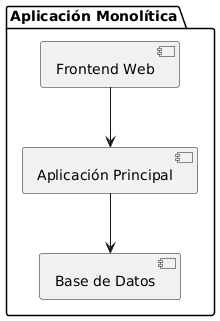 Aplicación Monolítica
Frontend Web
Aplicación Principal
Base de Datos